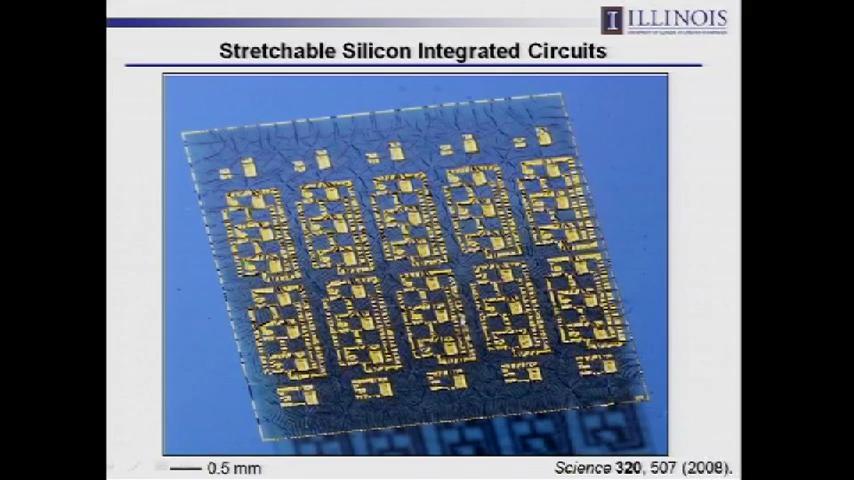 ILLINOIS
Stretchable Silicon Integrated Circuits
0.5 mm
Science 320, 507 (2008).